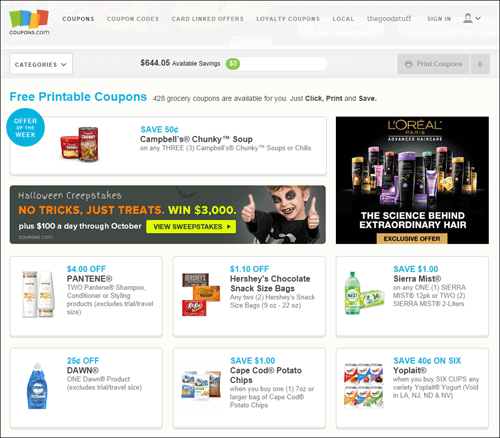 COUPONS.com
COUPONS COUPON CODES CARD LINKED OFFERS LOYALTY COUPONS LOCAL thegoodstuff SIGN IN
CATEGORIES
$644.05 Available Savings $0
Print Coupons 0
Free Printable Coupons 428 grocery coupons are available for you. Just Click, Print and Save.
OFFER
OF THE
WEEK
SAVE 50¢
Campbell's® Chunky™ Soup
on any THREE (3) Campbell's® Chunky™ Soups or Chilis
L'ORÉAL
PARIS
ADVANCED HAIRCARE
THE SCIENCE BEHIND
EXTRAORDINARY HAIR
EXCLUSIVE OFFER
Halloween Creepstakes
NO TRICKS, JUST TREATS. WIN $3,000.
plus $100 a day through October VIEW SWEEPSTAKES
coupons.com
$4.00 OFF
PANTENE®
TWO Pantene® Shampoo,
Conditioner or Styling
products (excludes trial/travel
size)
$1.10 OFF
Hershey's Chocolate
Snack Size Bags
Any two (2) Hershey's Snack
Size Bags (9 oz - 22 oz)
HERSHEY'S
SAVE $1.00
Sierra Mist®
on any ONE (1) SIERRA
MIST® 12pk or TWO (2)
SIERRA MIST® 2-Liters
25¢ OFF
DAWN®
ONE Dawn® Product
(excludes trial/travel size)
DAWN
SAVE $1.00
Cape Cod® Potato
Chips
when you buy one (1) 7oz or
larger bag of Cape Cod®
Potato Chips
SAVE 40¢ ON SIX
Yoplait®
when you buy SIX CUPS any
variety Yoplait® Yogurt (Void
in LA, NJ, ND & NV)